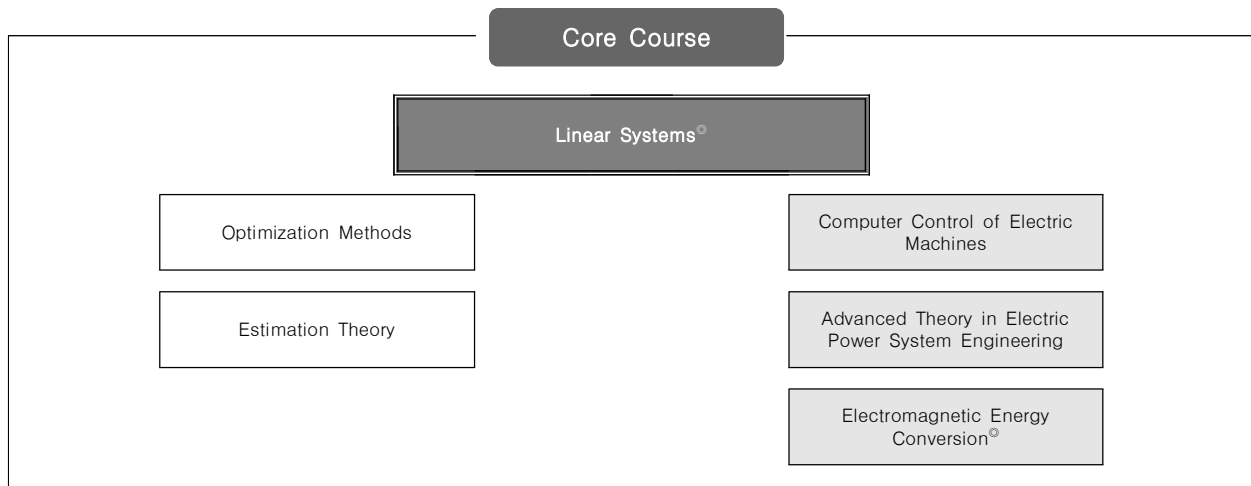 Core Course
Linear Systems◎
Optimization Methods
Computer Control of Electric
Machines
Estimation Theory
Advanced Theory in Electric
Power System Engineering
Electromagnetic Energy
Conversion◎